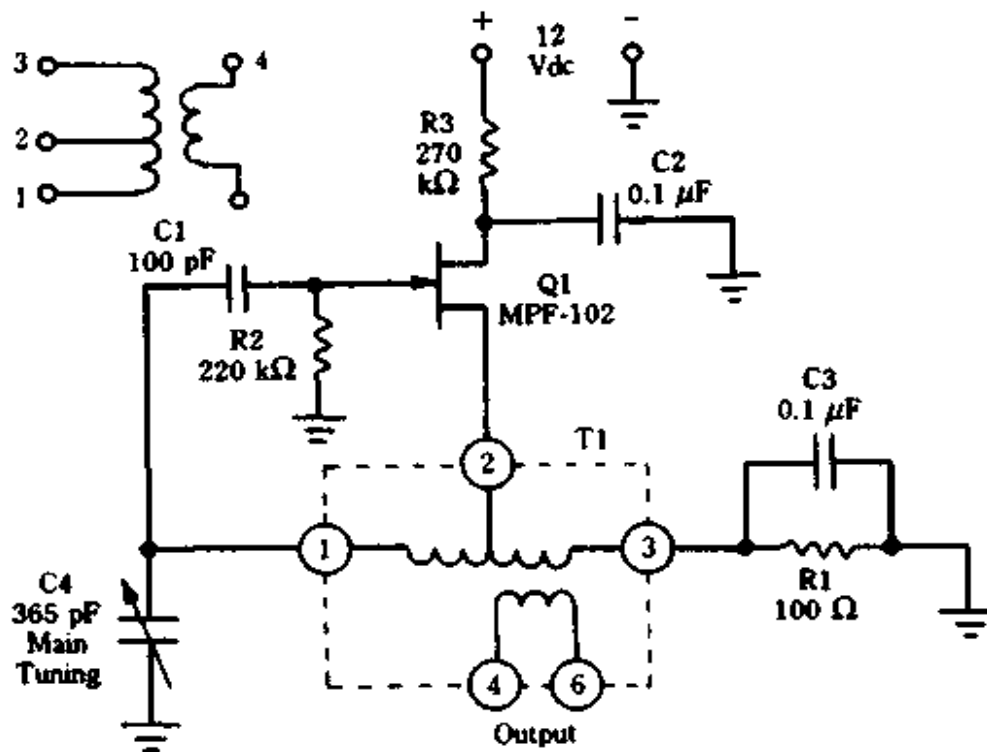 +
12
Vdc
-
3
4
2
1
R3
270
kΩ
C2
0.1 µF
C1
100 pF
Q1
MPF-102
R2
220 kΩ
C3
0.1 µF
T1
2
1
3
R1
100 Ω
C4
365 pF
Main
Tuning
4
6
Output